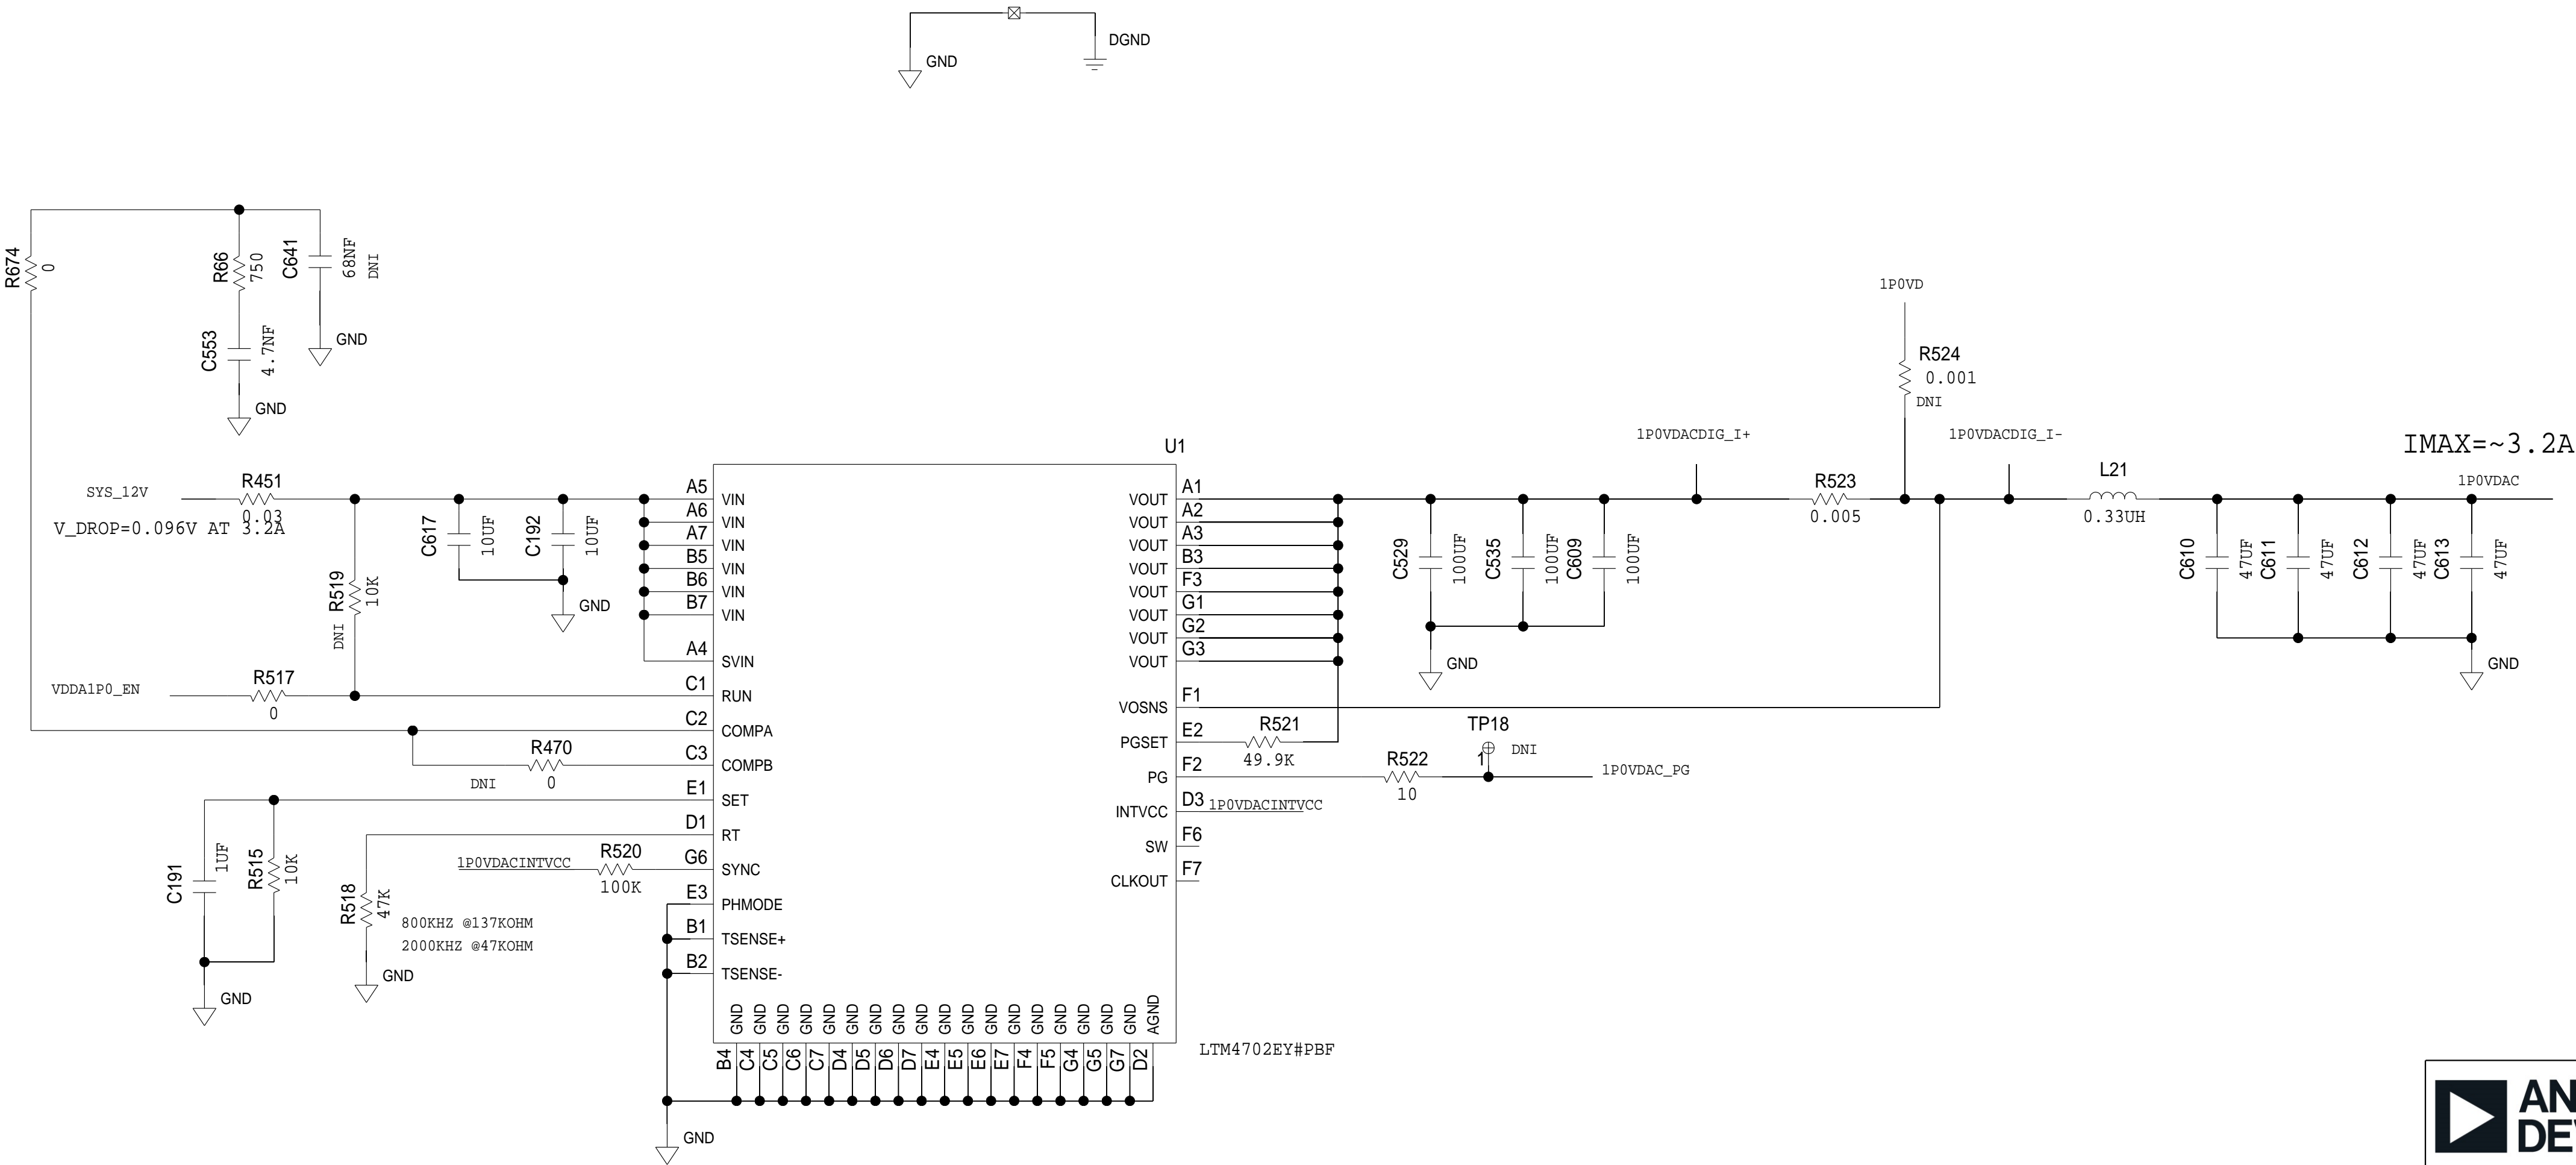 GND
DGND
R674
0
R66
750
C641
68NF
DNI
C553
4.7NF
GND
GND
1P0VD
R524
0.001
DNI
1P0VDACDIG_I+
1P0VDACDIG_I-
IMAX=~3.2A
U1
SYS_12V
R451
0.03
V_DROP=0.096V AT 3.2A
C617
10UF
C192
10UF
GND
R519
10K
DNI
VDDA1P0_EN
R517
0
R470
DNI
0
C191
1UF
R515
10K
GND
R518
47K
800KHZ @137KOHM
2000KHZ @47KOHM
GND
1P0VDACINTVCC
R520
100K
A5 VIN
A6 VIN
A7 VIN
B5 VIN
B6 VIN
B7 VIN
A4 SVIN
C1 RUN
C2 COMPA
C3 COMPB
E1 SET
D1 RT
G6 SYNC
E3 PHMODE
B1 TSENSE+
B2 TSENSE-
VOUT A1
VOUT A2
VOUT A3
VOUT B3
VOUT F3
VOUT G1
VOUT G2
VOUT G3
VOSNS F1
PGSET E2
PG F2
INTVCC D3 1P0VDACINTVCC
SW F6
CLKOUT F7
GND GND GND GND GND GND GND GND GND GND GND GND GND GND GND GND GND GND AGND
B4 C4 C5 C6 C7 D4 D5 D6 D7 E4 E5 E6 E7 F4 F5 G4 G5 G7 D2
GND
LTM4702EY#PBF
C529
100UF
C535
100UF
C609
100UF
GND
R523
0.005
L21
0.33UH
1P0VDAC
C610
47UF
C611
47UF
C612
47UF
C613
47UF
GND
R521
49.9K
TP18
1
DNI
R522
10
1P0VDAC_PG
AN
DE